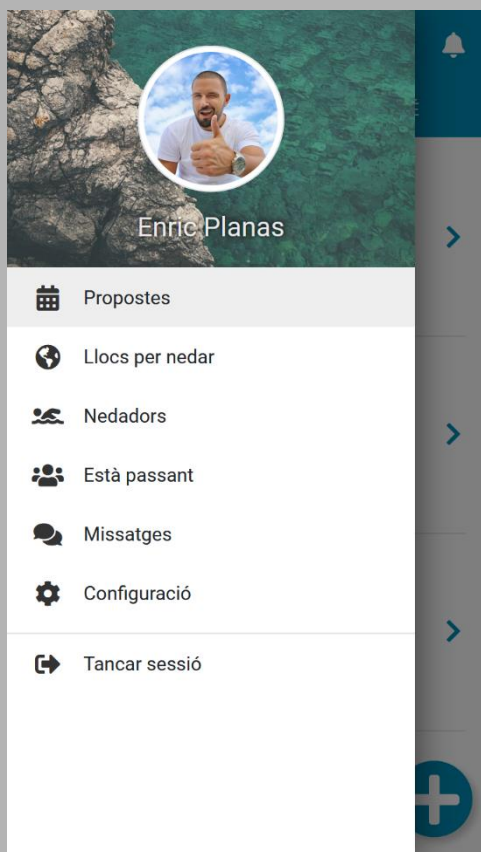 Enric Planas
Propostes
Llocs per nedar
Nedadors
Està passant
Missatges
Configuració
Tancar sessió